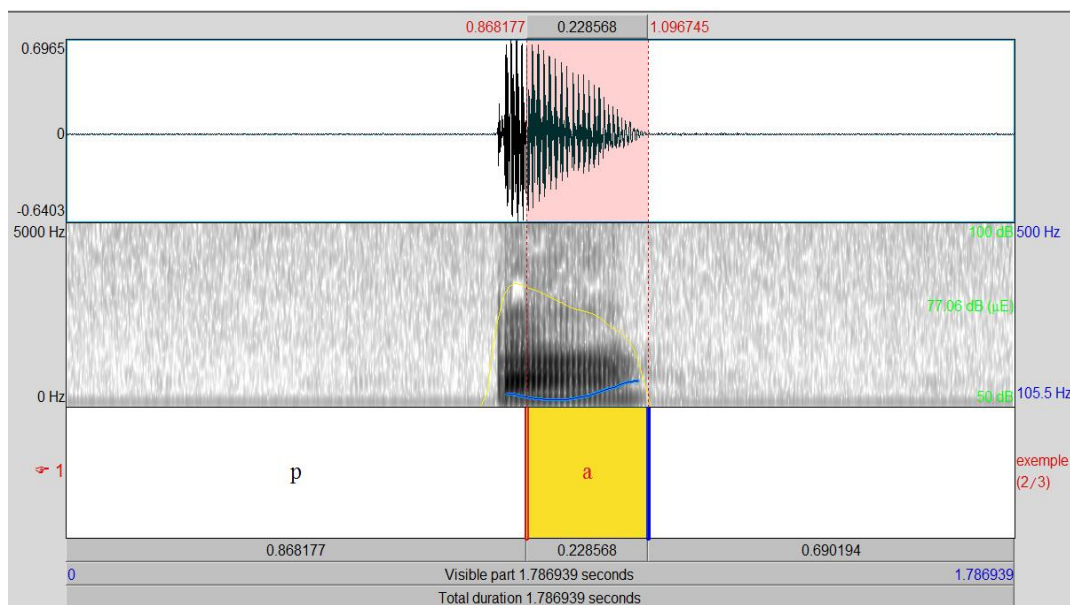 0.868177 0.228568 1.096745
0.6965
0
-0.6403
5000 Hz 100 dB 500 Hz
77.06 dB (µE)
0 Hz 50 dB 105.5 Hz
☞ 1 p a exemple
(2/3)
0.868177 0.228568 0.690194
0 Visible part 1.786939 seconds 1.786939
Total duration 1.786939 seconds